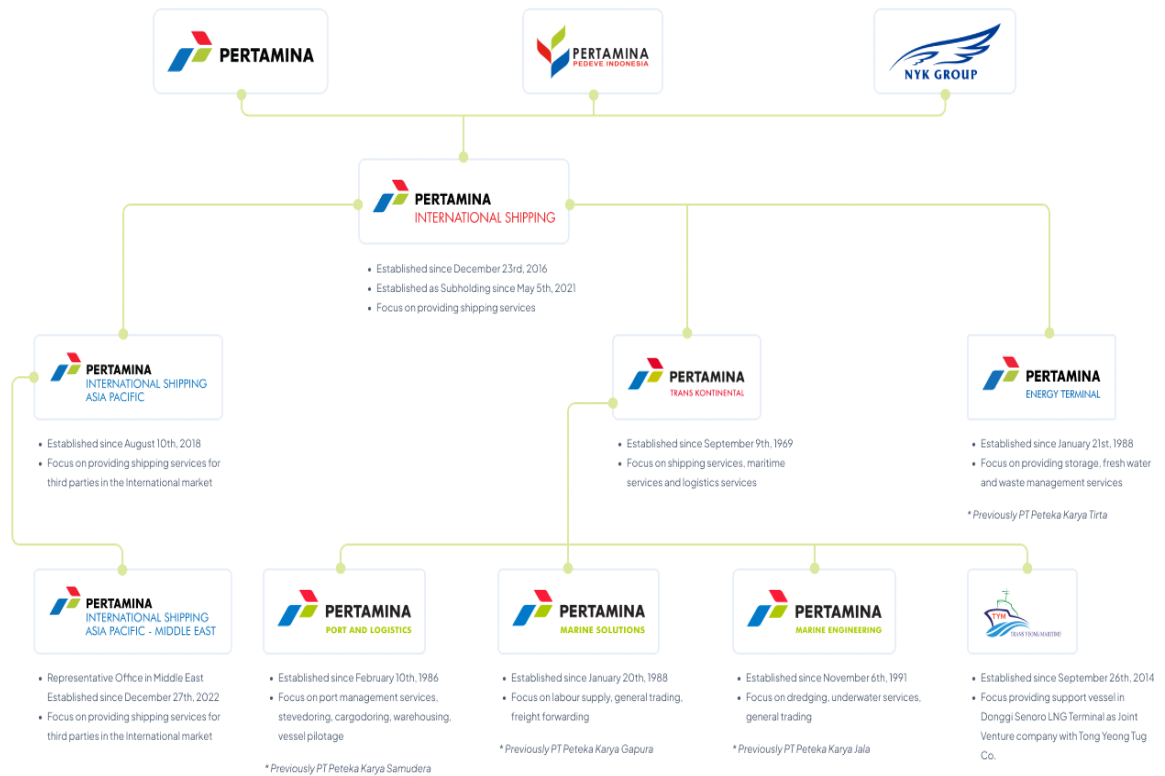 PERTAMINA
PERTAMINA
PEDEVE INDONESIA
NYK GROUP
PERTAMINA
INTERNATIONAL SHIPPING
• Established since December 23rd, 2016
• Established as Subholding since May 5th, 2021
• Focus on providing shipping services
PERTAMINA
INTERNATIONAL SHIPPING
ASIA PACIFIC
• Established since August 10th, 2018
• Focus on providing shipping services for
third parties in the International market
PERTAMINA
TRANS KONTINENTAL
• Established since September 9th, 1969
• Focus on shipping services, maritime
services and logistics services
PERTAMINA
ENERGY TERMINAL
• Established since January 21st, 1988
• Focus on providing storage, fresh water
and waste management services
* Previously PT Peteka Karya Tirta
PERTAMINA
INTERNATIONAL SHIPPING
ASIA PACIFIC - MIDDLE EAST
• Representative Office in Middle East
Established since December 27th, 2022
• Focus on providing shipping services for
third parties in the International market
PERTAMINA
PORT AND LOGISTICS
• Established since February 10th, 1986
• Focus on port management services,
stevedoring, cargodoring, warehousing,
vessel pilotage
* Previously PT Peteka Karya Samudera
PERTAMINA
MARINE SOLUTIONS
• Established since January 20th, 1988
• Focus on labour supply, general trading,
freight forwarding
* Previously PT Peteka Karya Gapura
PERTAMINA
MARINE ENGINEERING
• Established since November 6th, 1991
• Focus on dredging, underwater services,
general trading
* Previously PT Peteka Karya Jala
TYM
TRANS YEONG MARITIME
• Established since September 26th, 2014
• Focus providing support vessel in
Donggi Senoro LNG Terminal as Joint
Venture company with Tong Yeong Tug
Co.